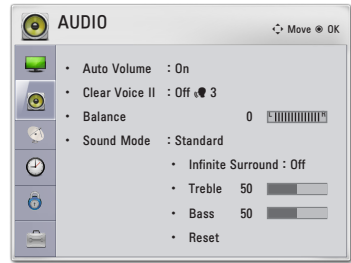 AUDIO
Move OK
• Auto Volume : On
• Clear Voice II : Off 3
• Balance 0 L R
• Sound Mode : Standard
• Infinite Surround : Off
• Treble 50
• Bass 50
• Reset